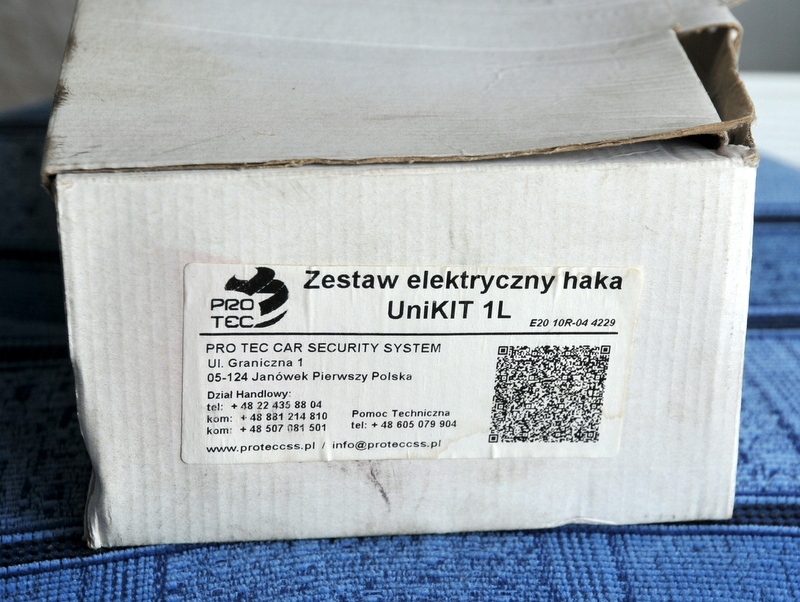 PRO
TEC
Zestaw elektryczny haka
UniKIT 1L
E20 10R-04 4229
PRO TEC CAR SECURITY SYSTEM
Ul. Graniczna 1
05-124 Janówek Pierwszy Polska
Dział Handlowy:
tel: + 48 22 435 88 04
kom: + 48 881 214 810
kom: + 48 507 081 501
Pomoc Techniczna
tel: + 48 605 079 904
www.proteccss.pl / info@proteccss.pl